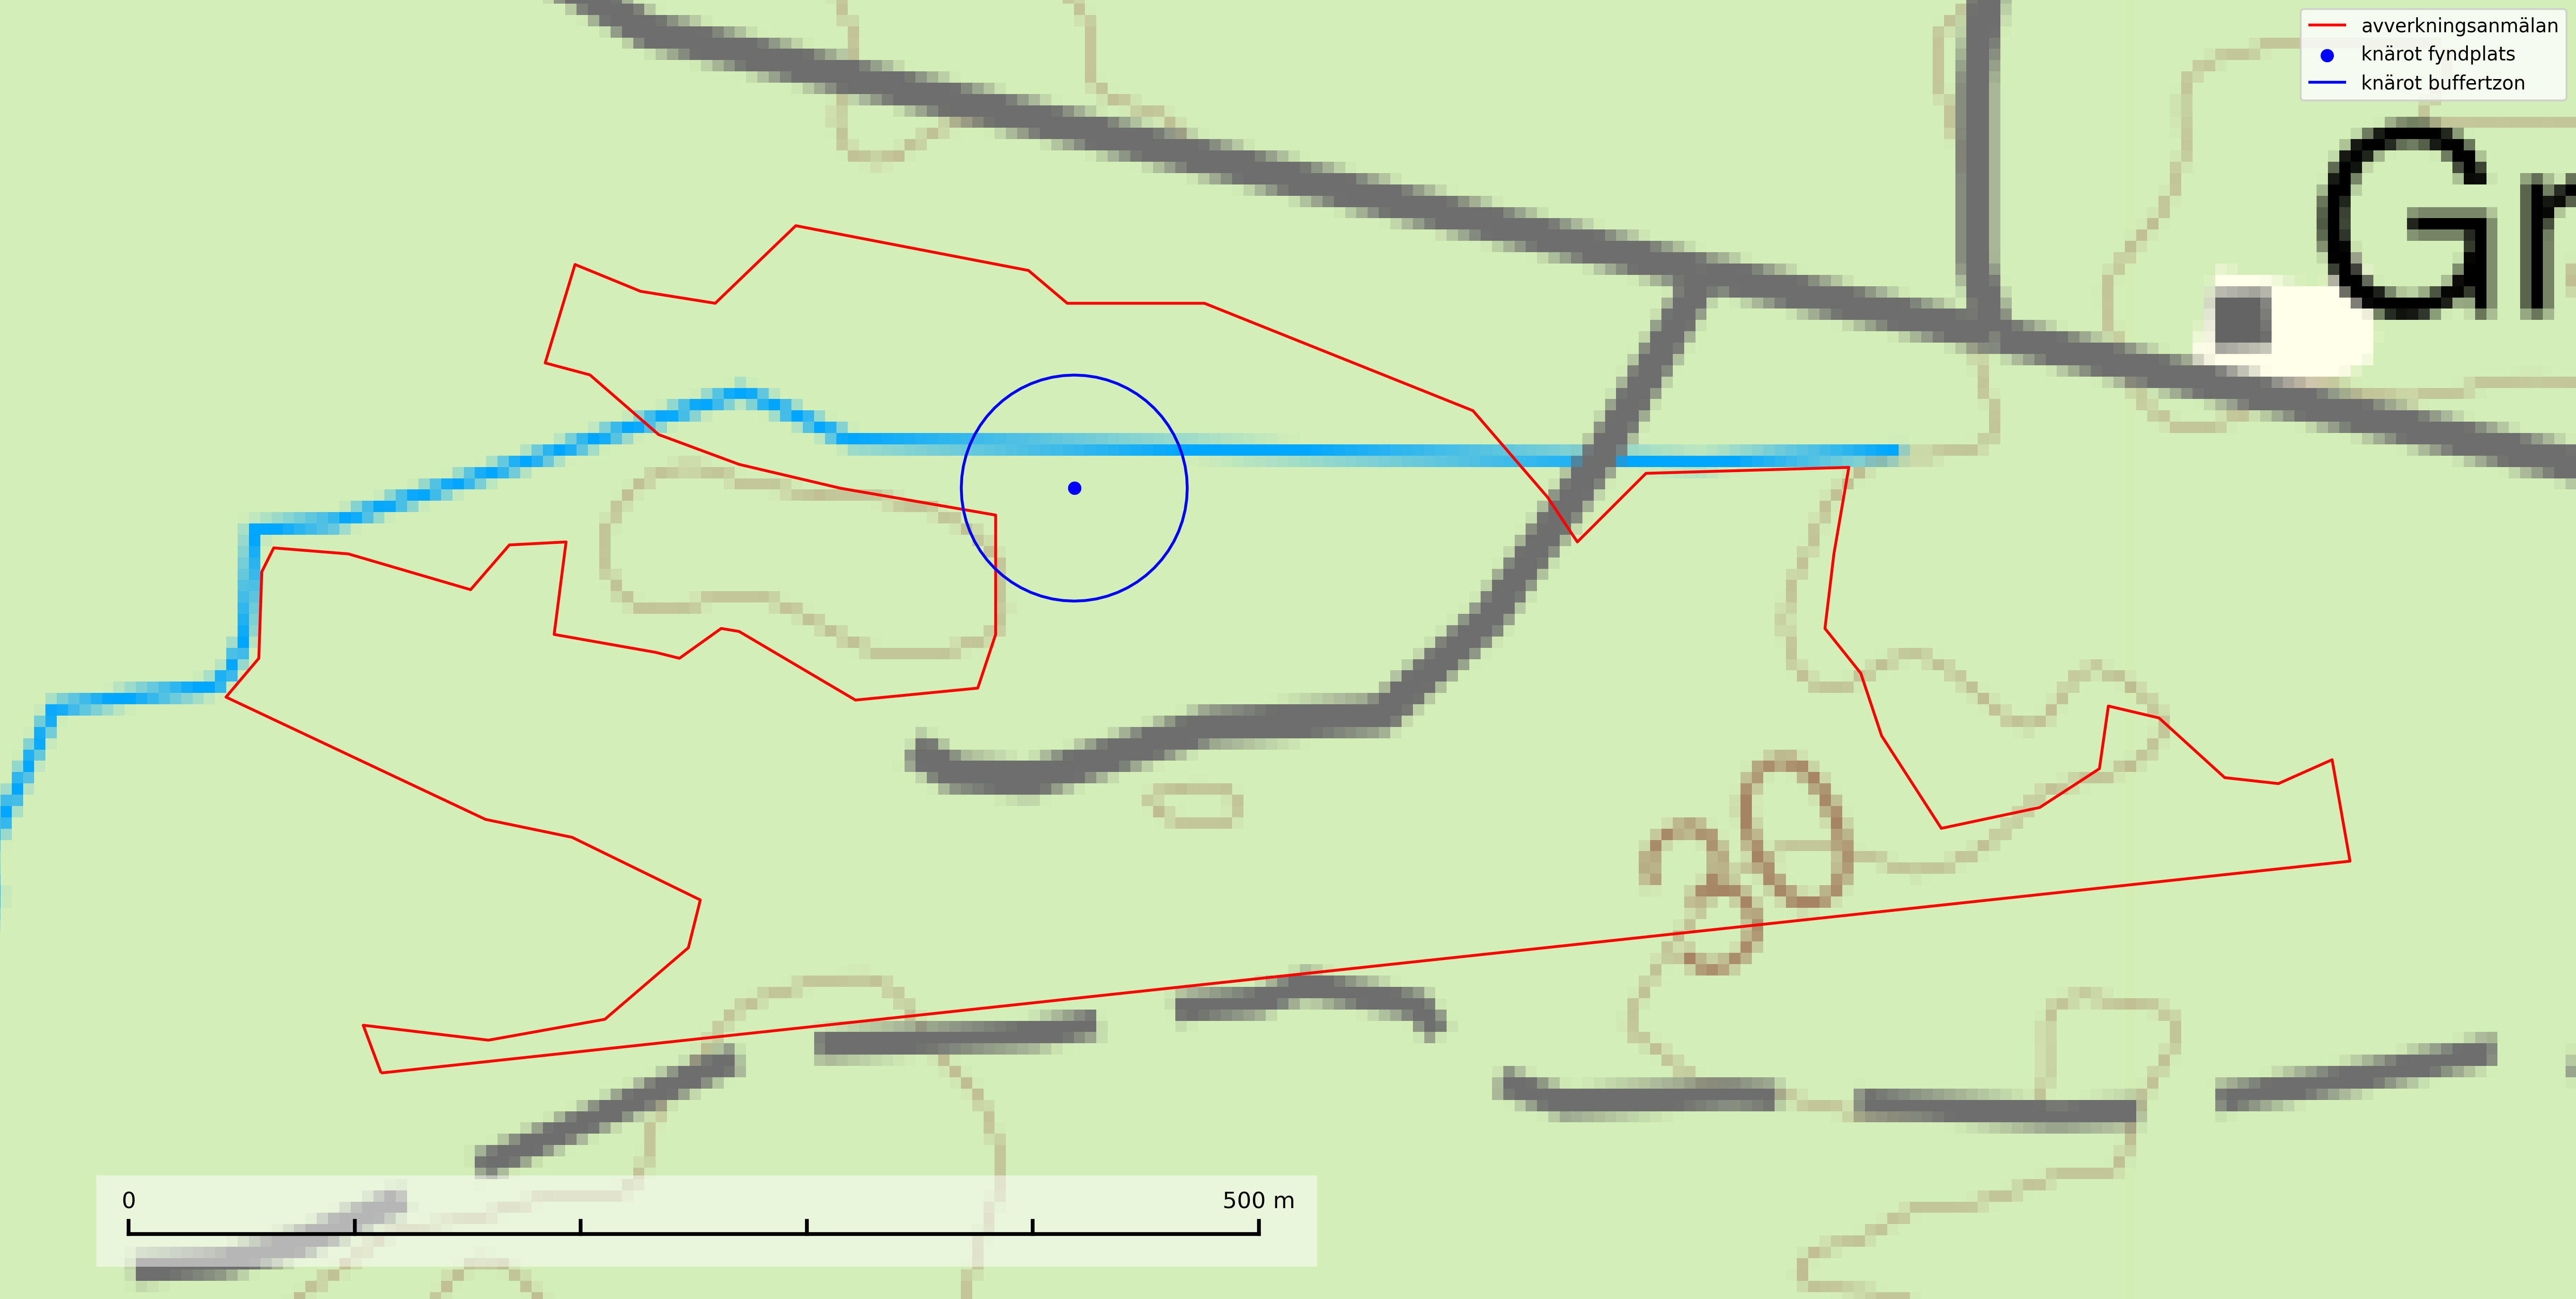 avverkningsanmälan
knärot fyndplats
knärot buffertzon
Gr
30
0 500 m